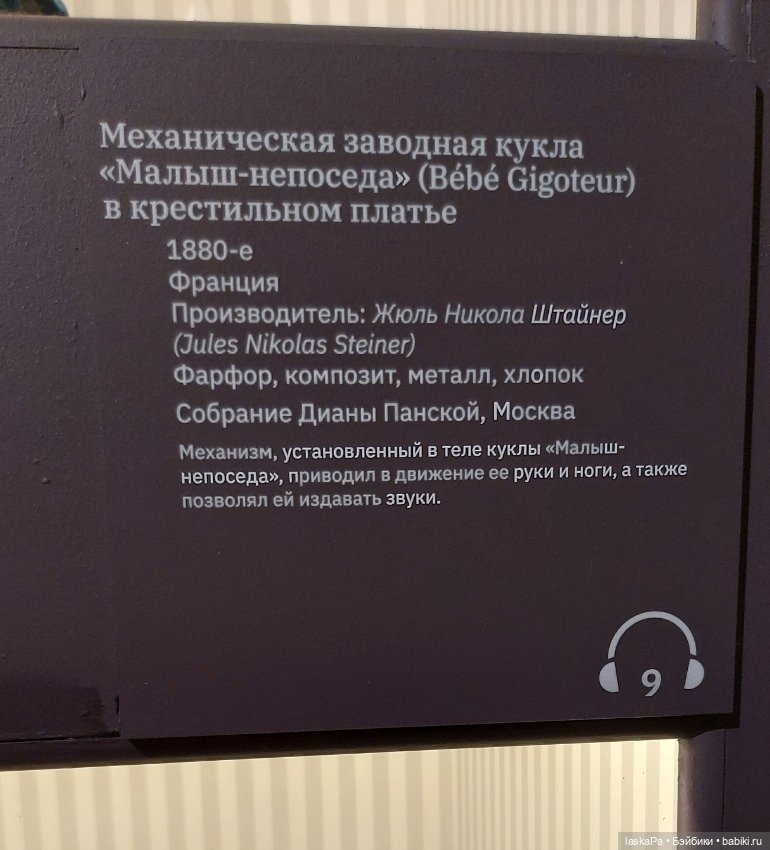 Механическая заводная кукла
«Малыш-непоседа» (Bébé Gigoteur)
в крестильном платье
1880-е
Франция
Производитель: Жюль Никола Штайнер
(Jules Nikolas Steiner)
Фарфор, композит, металл, хлопок
Собрание Дианы Панской, Москва
Механизм, установленный в теле куклы «Малыш-
непоседа», приводил в движение ее руки и ноги, а также
позволял ей издавать звуки.
9
laskaPa • Бэйбики • babiki.ru